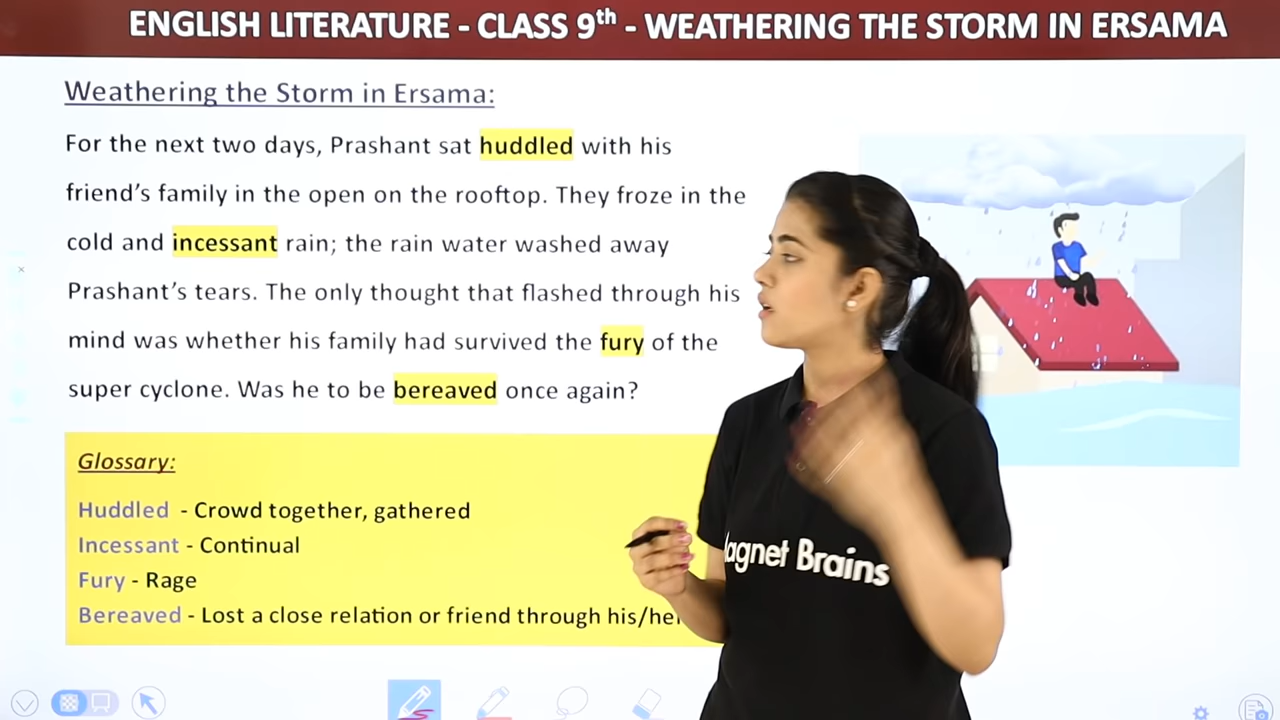 ENGLISH LITERATURE - CLASS 9th - WEATHERING THE STORM IN ERSAMA
Weathering the Storm in Ersama:
For the next two days, Prashant sat huddled with his
friend's family in the open on the rooftop. They froze in the
cold and incessant rain; the rain water washed away
Prashant's tears. The only thought that flashed through his
mind was whether his family had survived the fury of the
super cyclone. Was he to be bereaved once again?
Glossary:
Huddled - Crowd together, gathered
Incessant - Continual
Fury - Rage
Bereaved - Lost a close relation or friend through his/her
agnet Brains